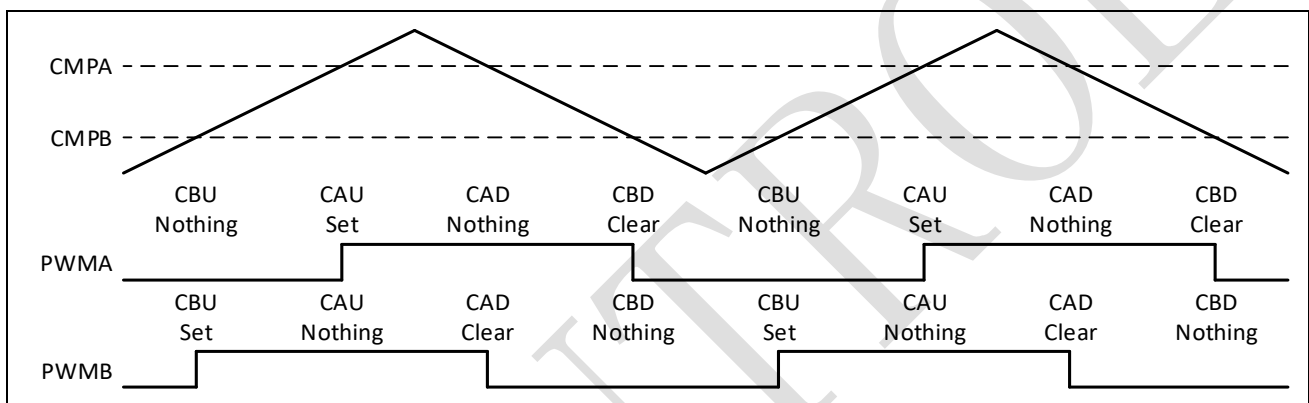 CMPA
CMPB
CBU CAU CAD CBD CBU CAU CAD CBD
Nothing Set Nothing Clear Nothing Set Nothing Clear
PWMA
CBU CAU CAD CBD CBU CAU CAD CBD
Set Nothing Clear Nothing Set Nothing Clear Nothing
PWMB